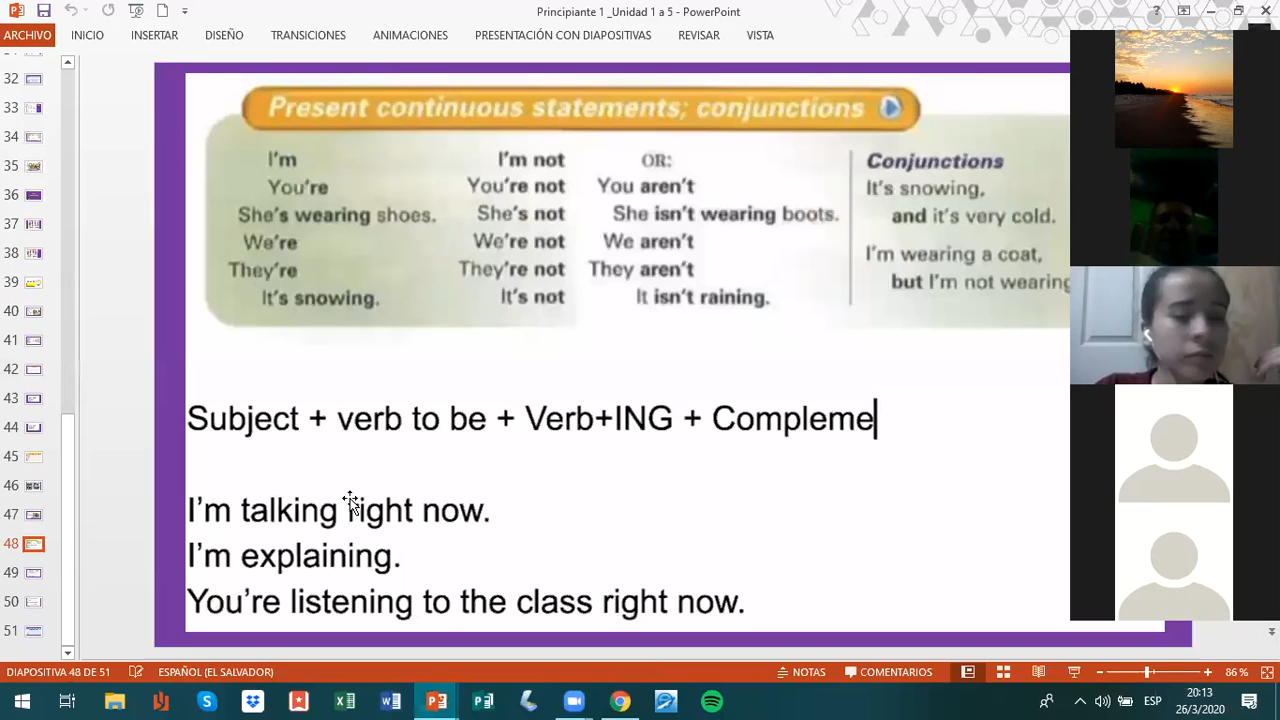 Principiante 1 _Unidad 1 a 5 - PowerPoint
ARCHIVO INICIO INSERTAR DISEÑO TRANSICIONES ANIMACIONES PRESENTACIÓN CON DIAPOSITIVAS REVISAR VISTA
Present continuous statements; conjunctions
I'm I'm not OR: Conjunctions
You're You're not You aren't It's snowing,
She's wearing shoes. She's not She isn't wearing boots. and it's very cold.
We're We're not We aren't I'm wearing a coat,
They're They're not They aren't but I'm not wearing
It's snowing. It's not It isn't raining.
Subject + verb to be + Verb+ING + Compleme
I'm talking right now.
I'm explaining.
You're listening to the class right now.
32
33
34
35
36
37
38
39
40
41
42
43
44
45
46
47
48
49
50
51
DIAPOSITIVA 48 DE 51 ESPAÑOL (EL SALVADOR) NOTAS COMENTARIOS 86 %
ESP 20:13
26/3/2020